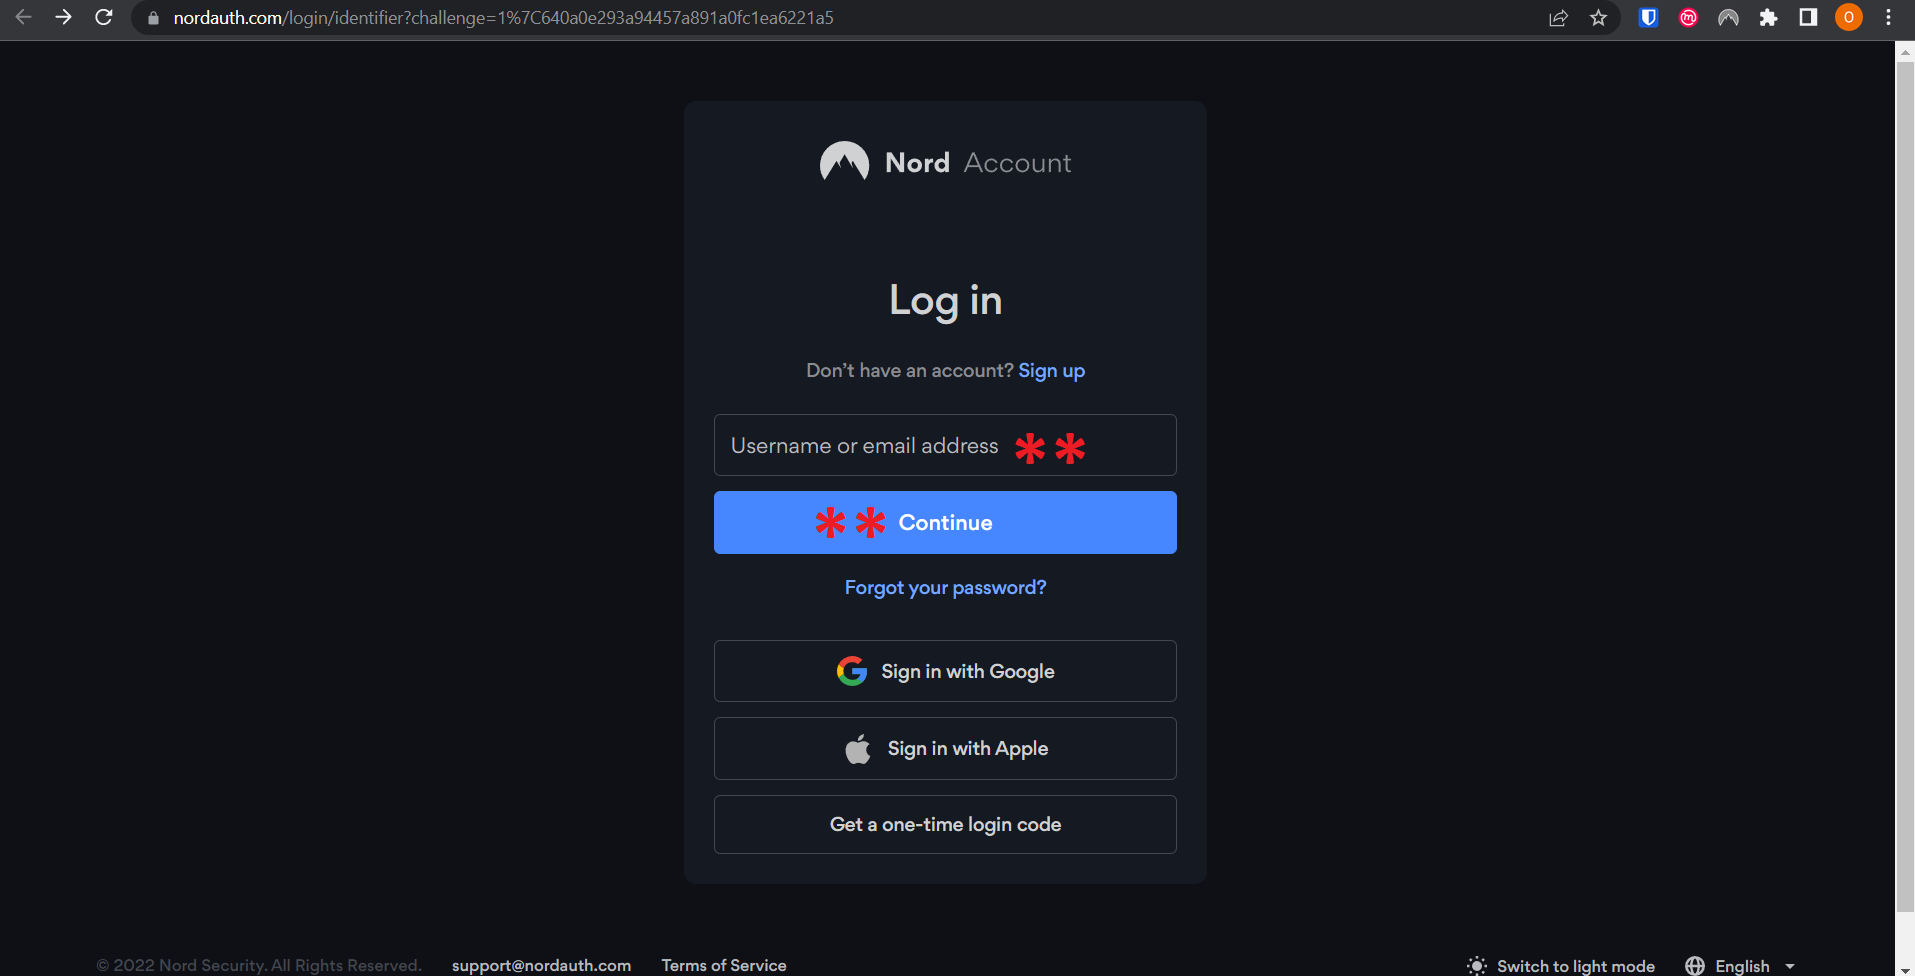 nordauth.com/login/identifier?challenge=1%7C640a0e293a94457a891a0fc1ea6221a5
O
Nord Account
Log in
Don’t have an account? Sign up
Username or email address **
** Continue
Forgot your password?
Sign in with Google
Sign in with Apple
Get a one-time login code
© 2022 Nord Security. All Rights Reserved. support@nordauth.com Terms of Service Switch to light mode English